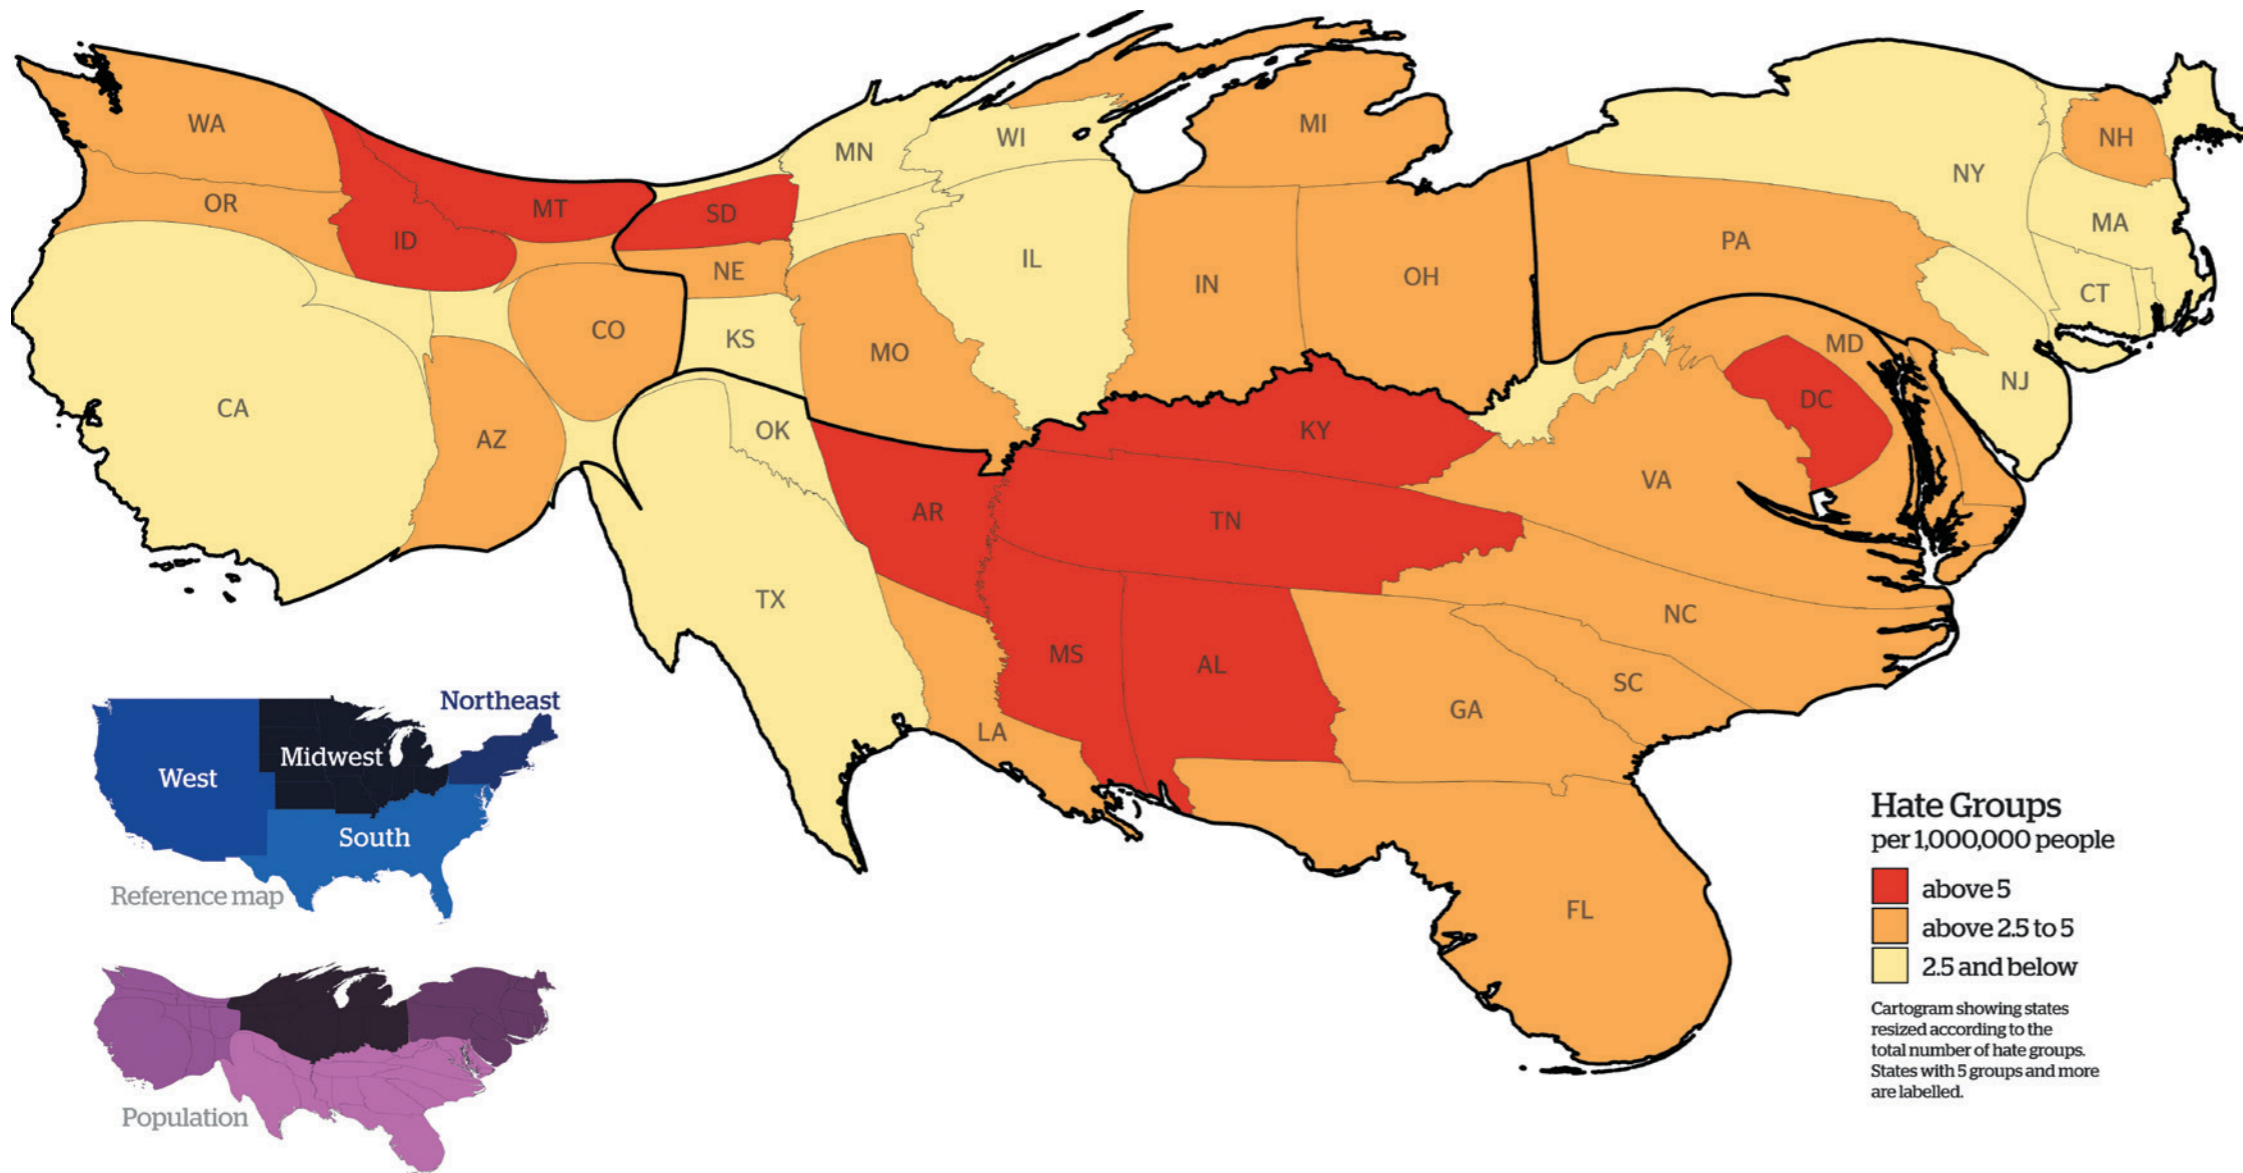 WA
MT
OR
ID
SD
MN
WI
MI
NH
NY
MA
CT
NJ
PA
NE
IL
IN
OH
CO
KS
MO
MD
DC
CA
AZ
OK
KY
VA
AR
TN
TX
NC
MS
AL
SC
GA
LA
FL
Northeast
Midwest
West
South
Reference map
Population
Hate Groups
per 1,000,000 people
above 5
above 2.5 to 5
2.5 and below
Cartogram showing states
resized according to the
total number of hate groups.
States with 5 groups and more
are labelled.